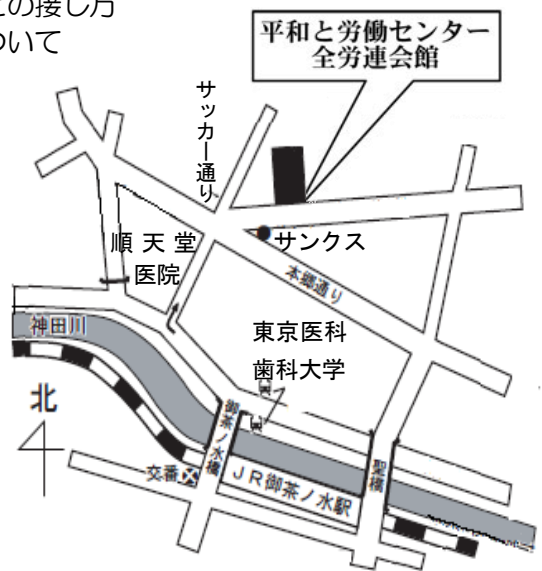 との接し方
ついて
平和と労働センター
全労連会館
サッカー通り
順天堂
医院
サンクス
本郷通り
神田川
東京医科
歯科大学
北
御茶ノ水橋
聖橋
交番
JR御茶ノ水駅